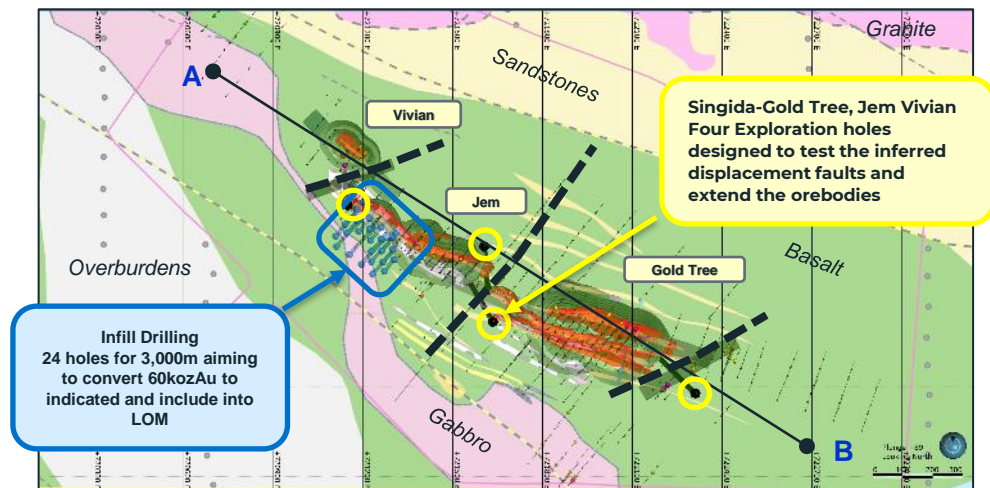 Granite
Sandstones
A
Vivian
Singida-Gold Tree, Jem Vivian
Four Exploration holes
designed to test the inferred
displacement faults and
extend the orebodies
Jem
Overburdens
Gold Tree
Basalt
Infill Drilling
24 holes for 3,000m aiming
to convert 60kozAu to
indicated and include into
LOM
Gabbro
B